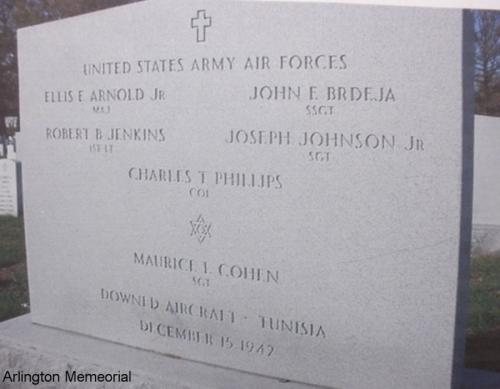 UNITED STATES ARMY AIR FORCES
ELLIS E ARNOLD JR JOHN E BRDEJA
MAJ SSGT
ROBERT B JENKINS JOSEPH JOHNSON JR
1ST LT SGT
CHARLES T PHILLIPS
COL
MAURICE L COHEN
SGT
DOWNED AIRCRAFT - TUNISIA
DECEMBER 15, 1942
Arlington Memeorial